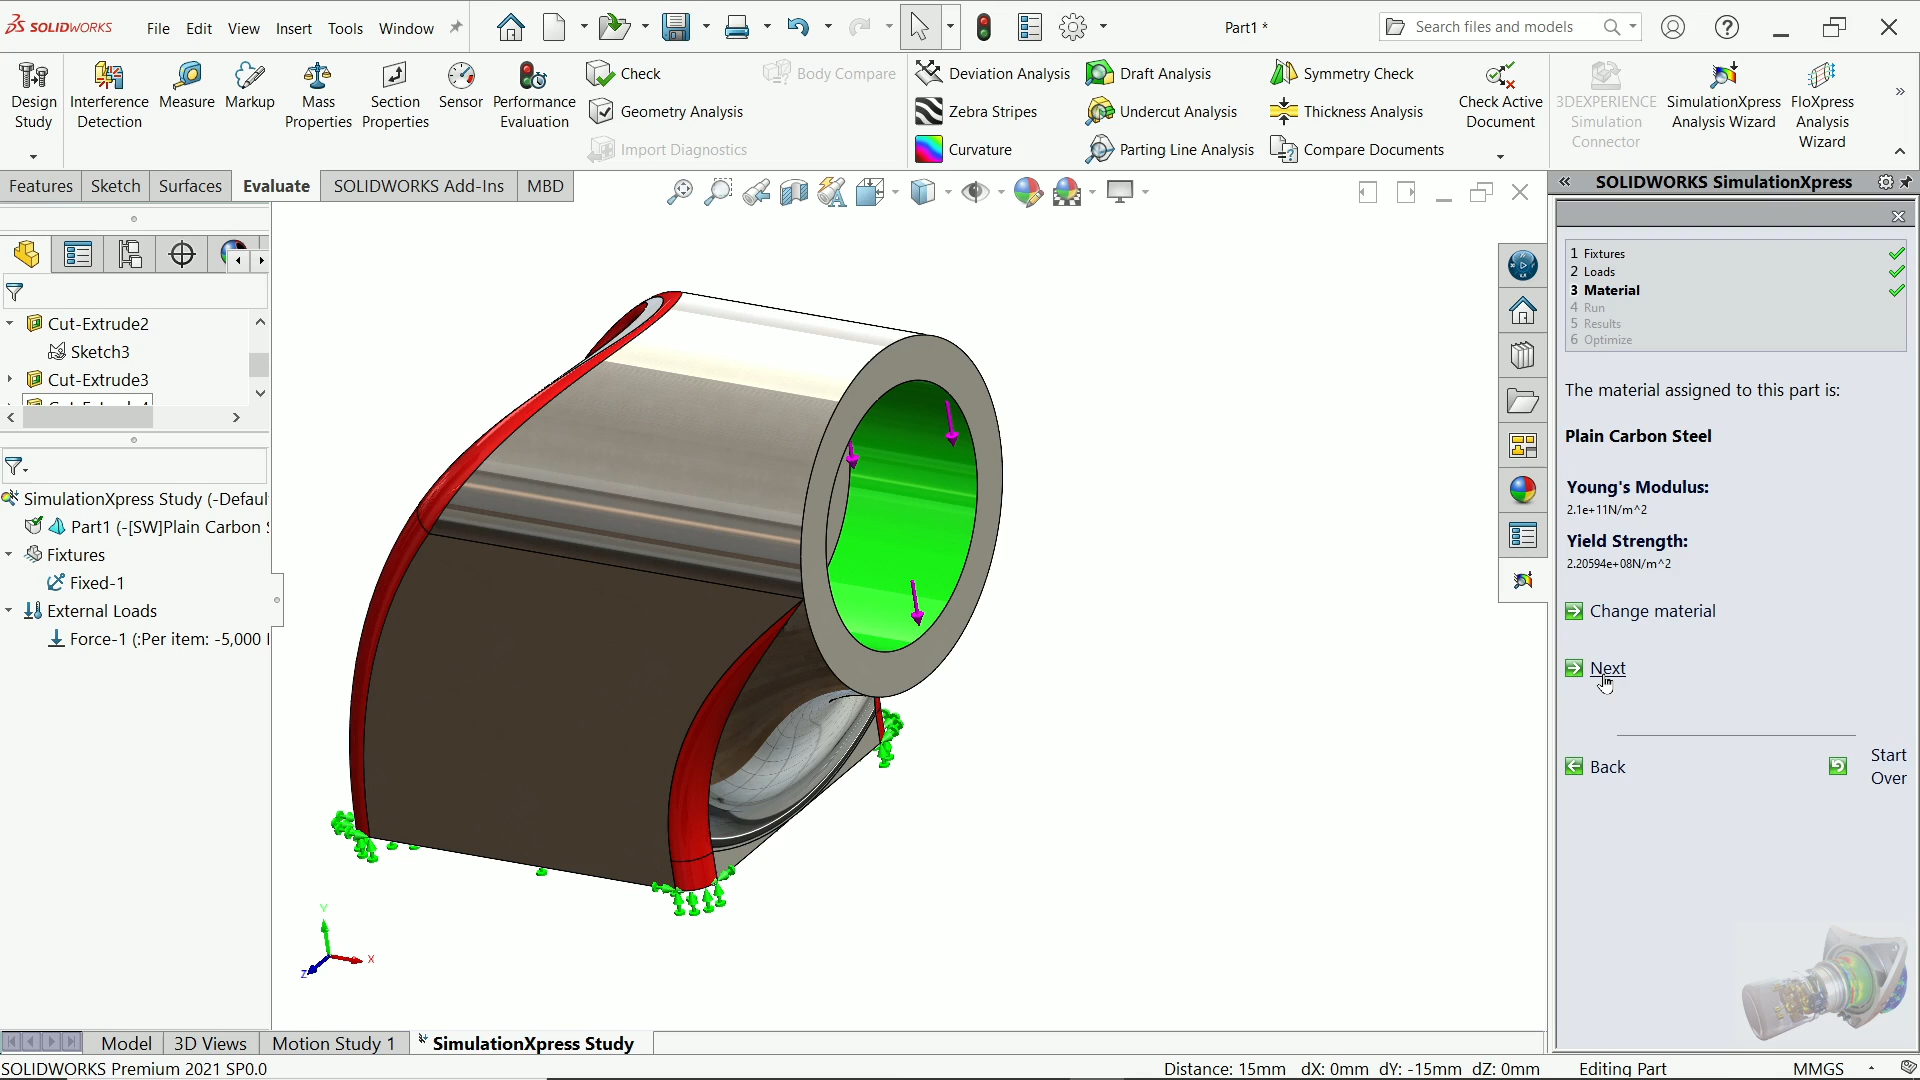 SOLIDWORKS
File Edit View Insert Tools Window
Part1 *
Search files and models
Design Study
Interference Detection
Measure
Markup
Mass Properties
Section Properties
Sensor
Performance Evaluation
Check
Geometry Analysis
Import Diagnostics
Body Compare
Deviation Analysis
Zebra Stripes
Curvature
Draft Analysis
Undercut Analysis
Parting Line Analysis
Symmetry Check
Thickness Analysis
Compare Documents
Check Active Document
3DEXPERIENCE Simulation Connector
SimulationXpress Analysis Wizard
FloXpress Analysis Wizard
Features Sketch Surfaces Evaluate SOLIDWORKS Add-Ins MBD
SOLIDWORKS SimulationXpress
Cut-Extrude2
Sketch3
Cut-Extrude3
SimulationXpress Study (-Defaul
Part1 (-[SW]Plain Carbon
Fixtures
Fixed-1
External Loads
Force-1 (:Per item: -5,000
Y
X
Z
1 Fixtures
2 Loads
3 Material
4 Run
5 Results
6 Optimize
The material assigned to this part is:
Plain Carbon Steel
Young's Modulus:
2.1e+11N/m^2
Yield Strength:
2.20594e+08N/m^2
Change material
Next
Back
Start Over
Model 3D Views Motion Study 1 SimulationXpress Study
SOLIDWORKS Premium 2021 SP0.0
Distance: 15mm dX: 0mm dY: -15mm dZ: 0mm
Editing Part
MMGS